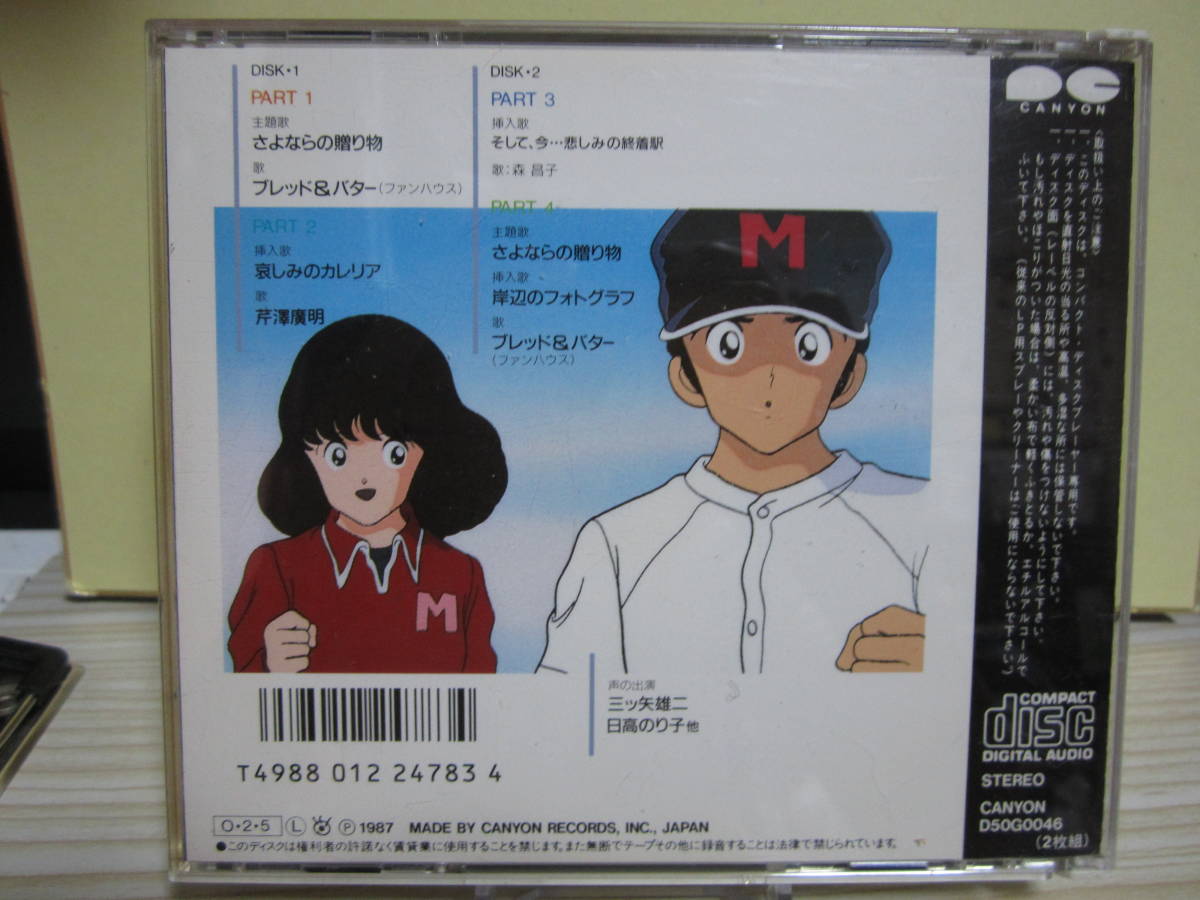 DISK・1
PART 1
主題歌
さよならの贈り物
歌
ブレッド&バター(ファンハウス)
PART 2
挿入歌
哀しみのカレリア
歌
芹澤廣明
DISK・2
PART 3
挿入歌
そして、今…悲しみの終着駅
歌:森 昌子
PART 4
主題歌
さよならの贈り物
挿入歌
岸辺のフォトグラフ
歌
ブレッド&バター
(ファンハウス)
M
M
声の出演
三ッ矢雄二
日高のり子他
T4988 012 24783 4
O・2・5 L P 1987 MADE BY CANYON RECORDS, INC., JAPAN
●このディスクは権利者の許諾なく賃貸業に使用することを禁じます。また無断でテープその他に録音することは法律で禁じられています。
CANYON
〈取扱い上のご注意〉
一、このディスクは、コンパクト・ディスクプレーヤー専用です。
一、ディスクを直射日光の当る所や高温、多湿な所には保管しないで下さい。
一、ディスク面(レーベルの反対側)には、汚れや傷をつけないようにして下さい。
もし汚れやほこりがついた場合は、柔かい布で軽くふきとるか、エチルアルコールで
ふいて下さい。(従来のLP用スプレーやクリーナーはご使用にならないで下さい。)
COMPACT
disc
DIGITAL AUDIO
STEREO
CANYON
D50G0046
(2枚組)